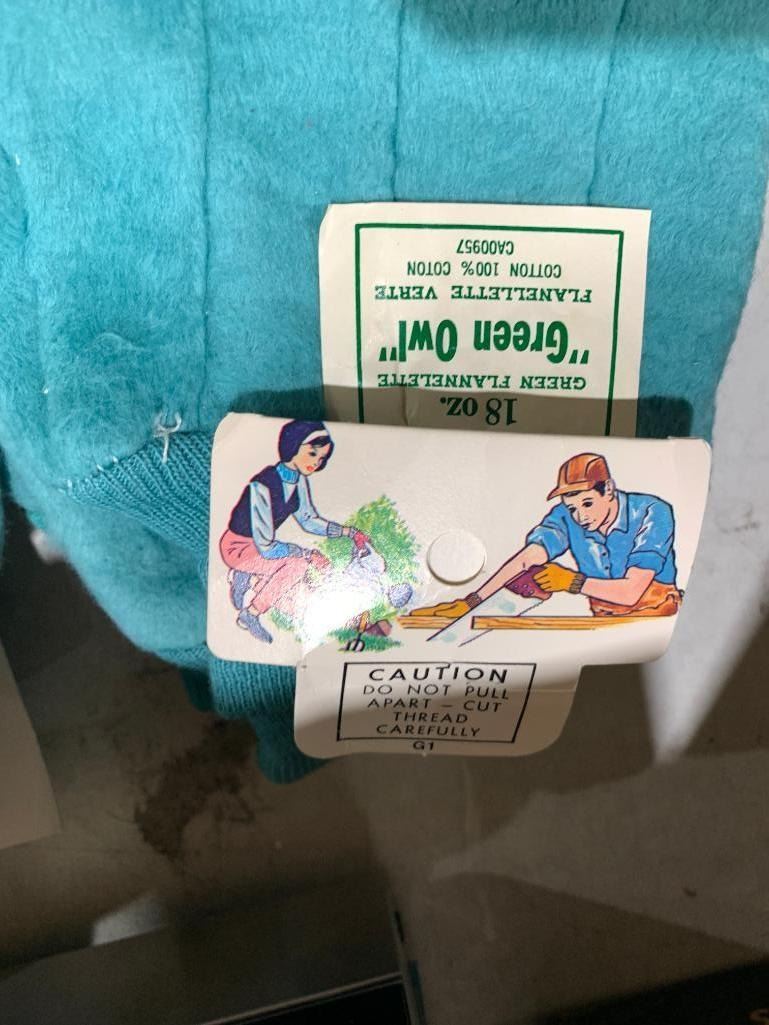 18 oz.
GREEN FLANNELETTE
"Green Owl"
FLANELLETTE VERTE
COTTON 100% COTON
CA00957
CAUTION
DO NOT PULL
APART – CUT
THREAD
CAREFULLY
G1